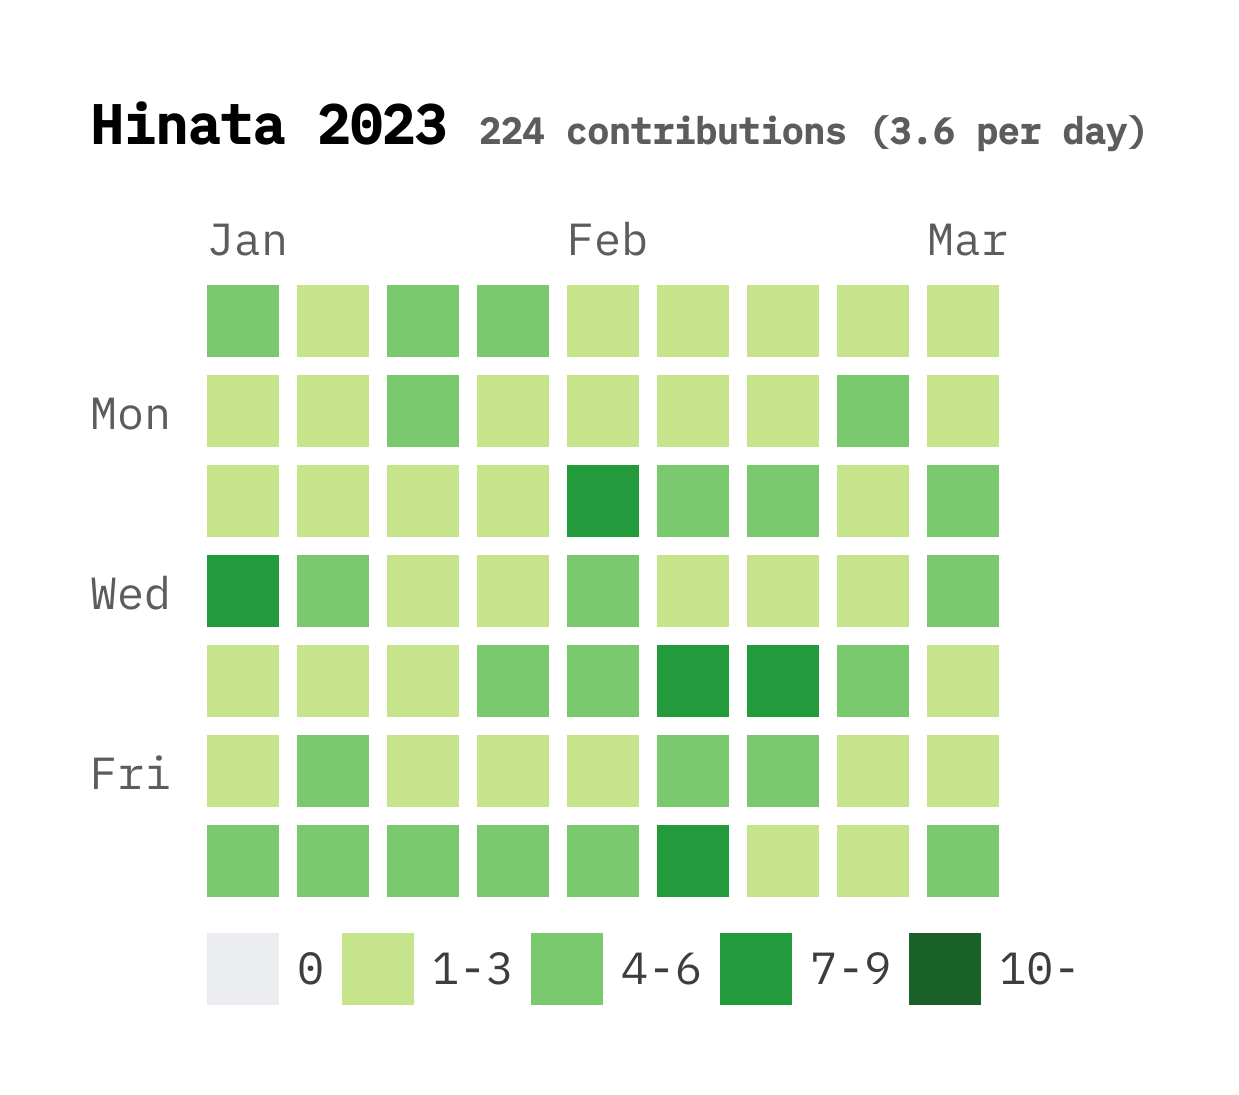 Hinata 2023 224 contributions (3.6 per day)
Jan Feb Mar
Mon
Wed
Fri
0 1-3 4-6 7-9 10-